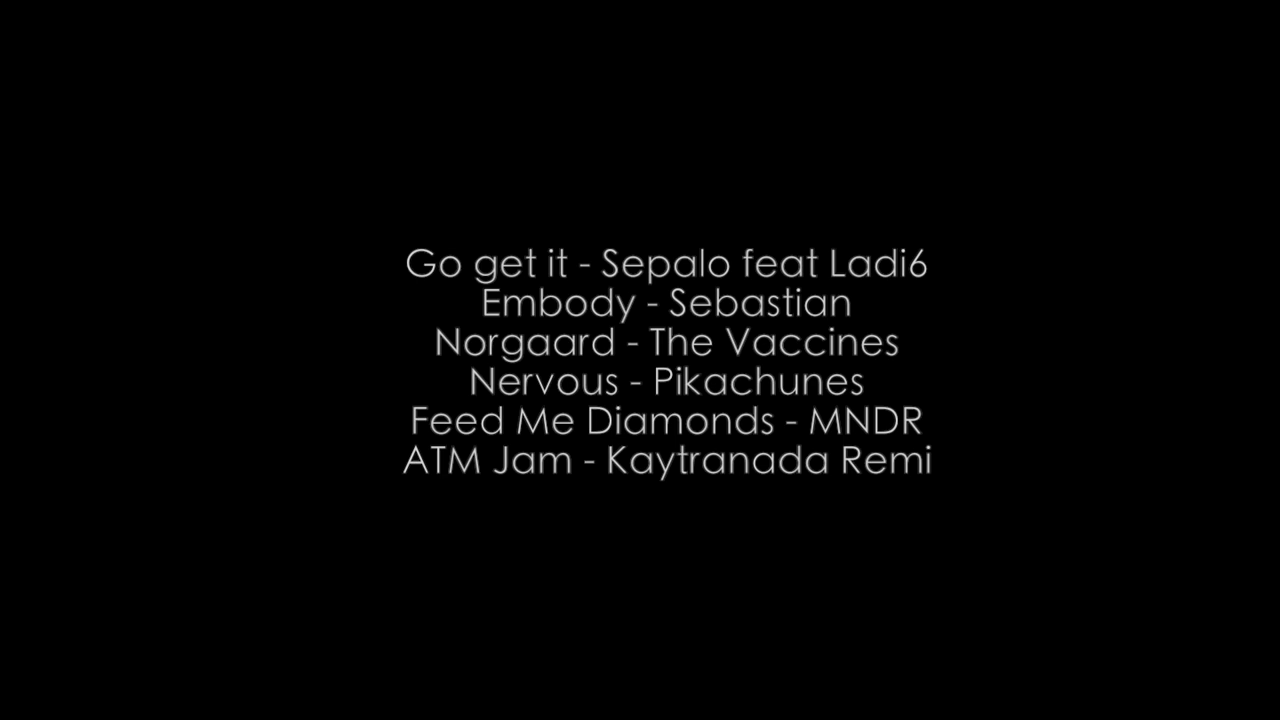 Go get it - Sepalo feat Ladi6
Embody - Sebastian
Norgaard - The Vaccines
Nervous - Pikachunes
Feed Me Diamonds - MNDR
ATM Jam - Kaytranada Remi